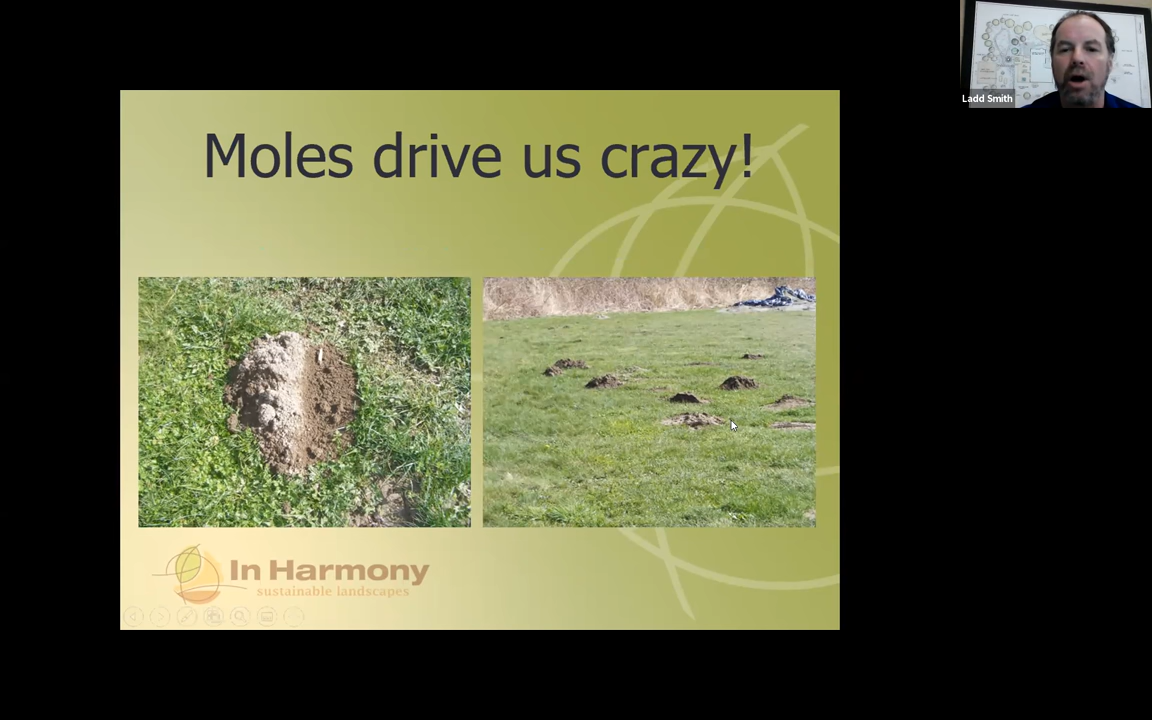 Moles drive us crazy!
Ladd Smith
In Harmony
sustainable landscapes